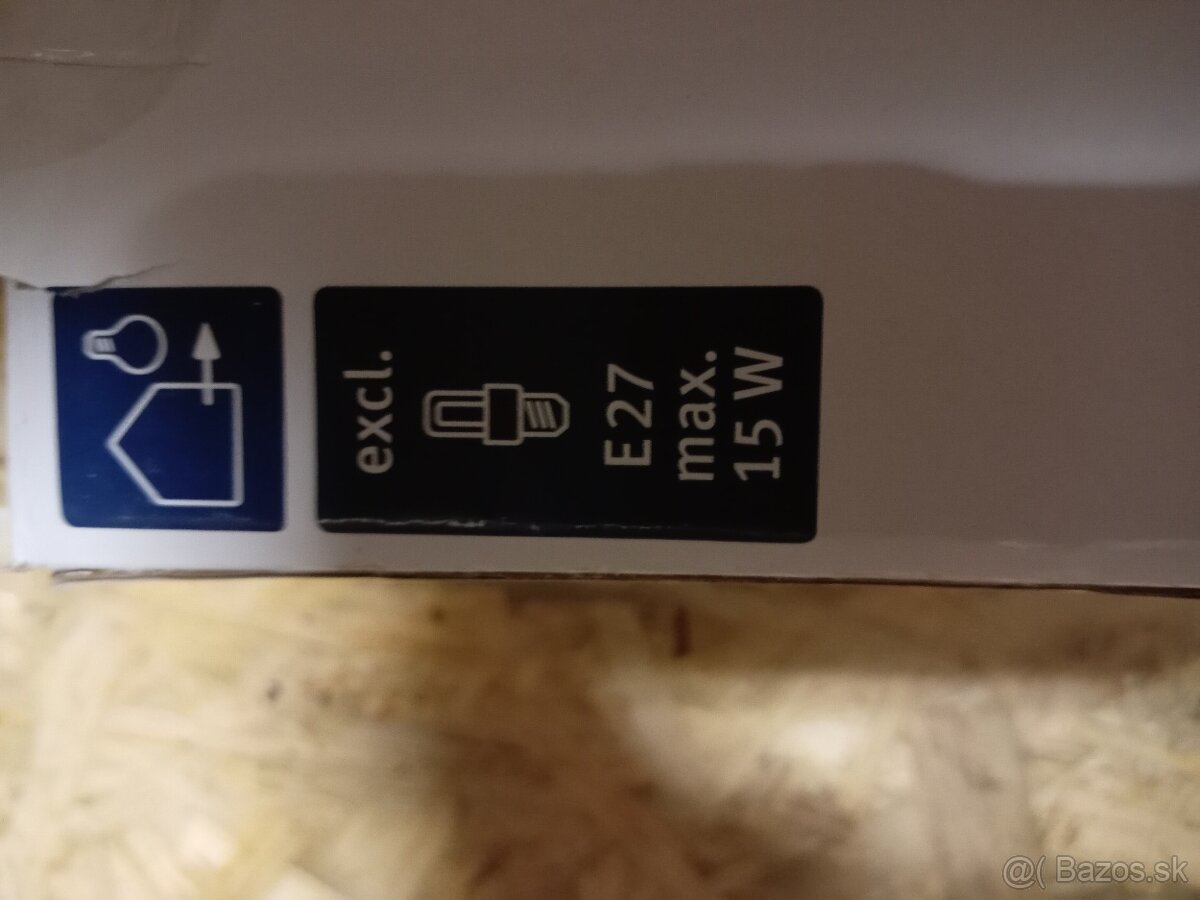 excl.
E27
max.
15 W
@( Bazos.sk